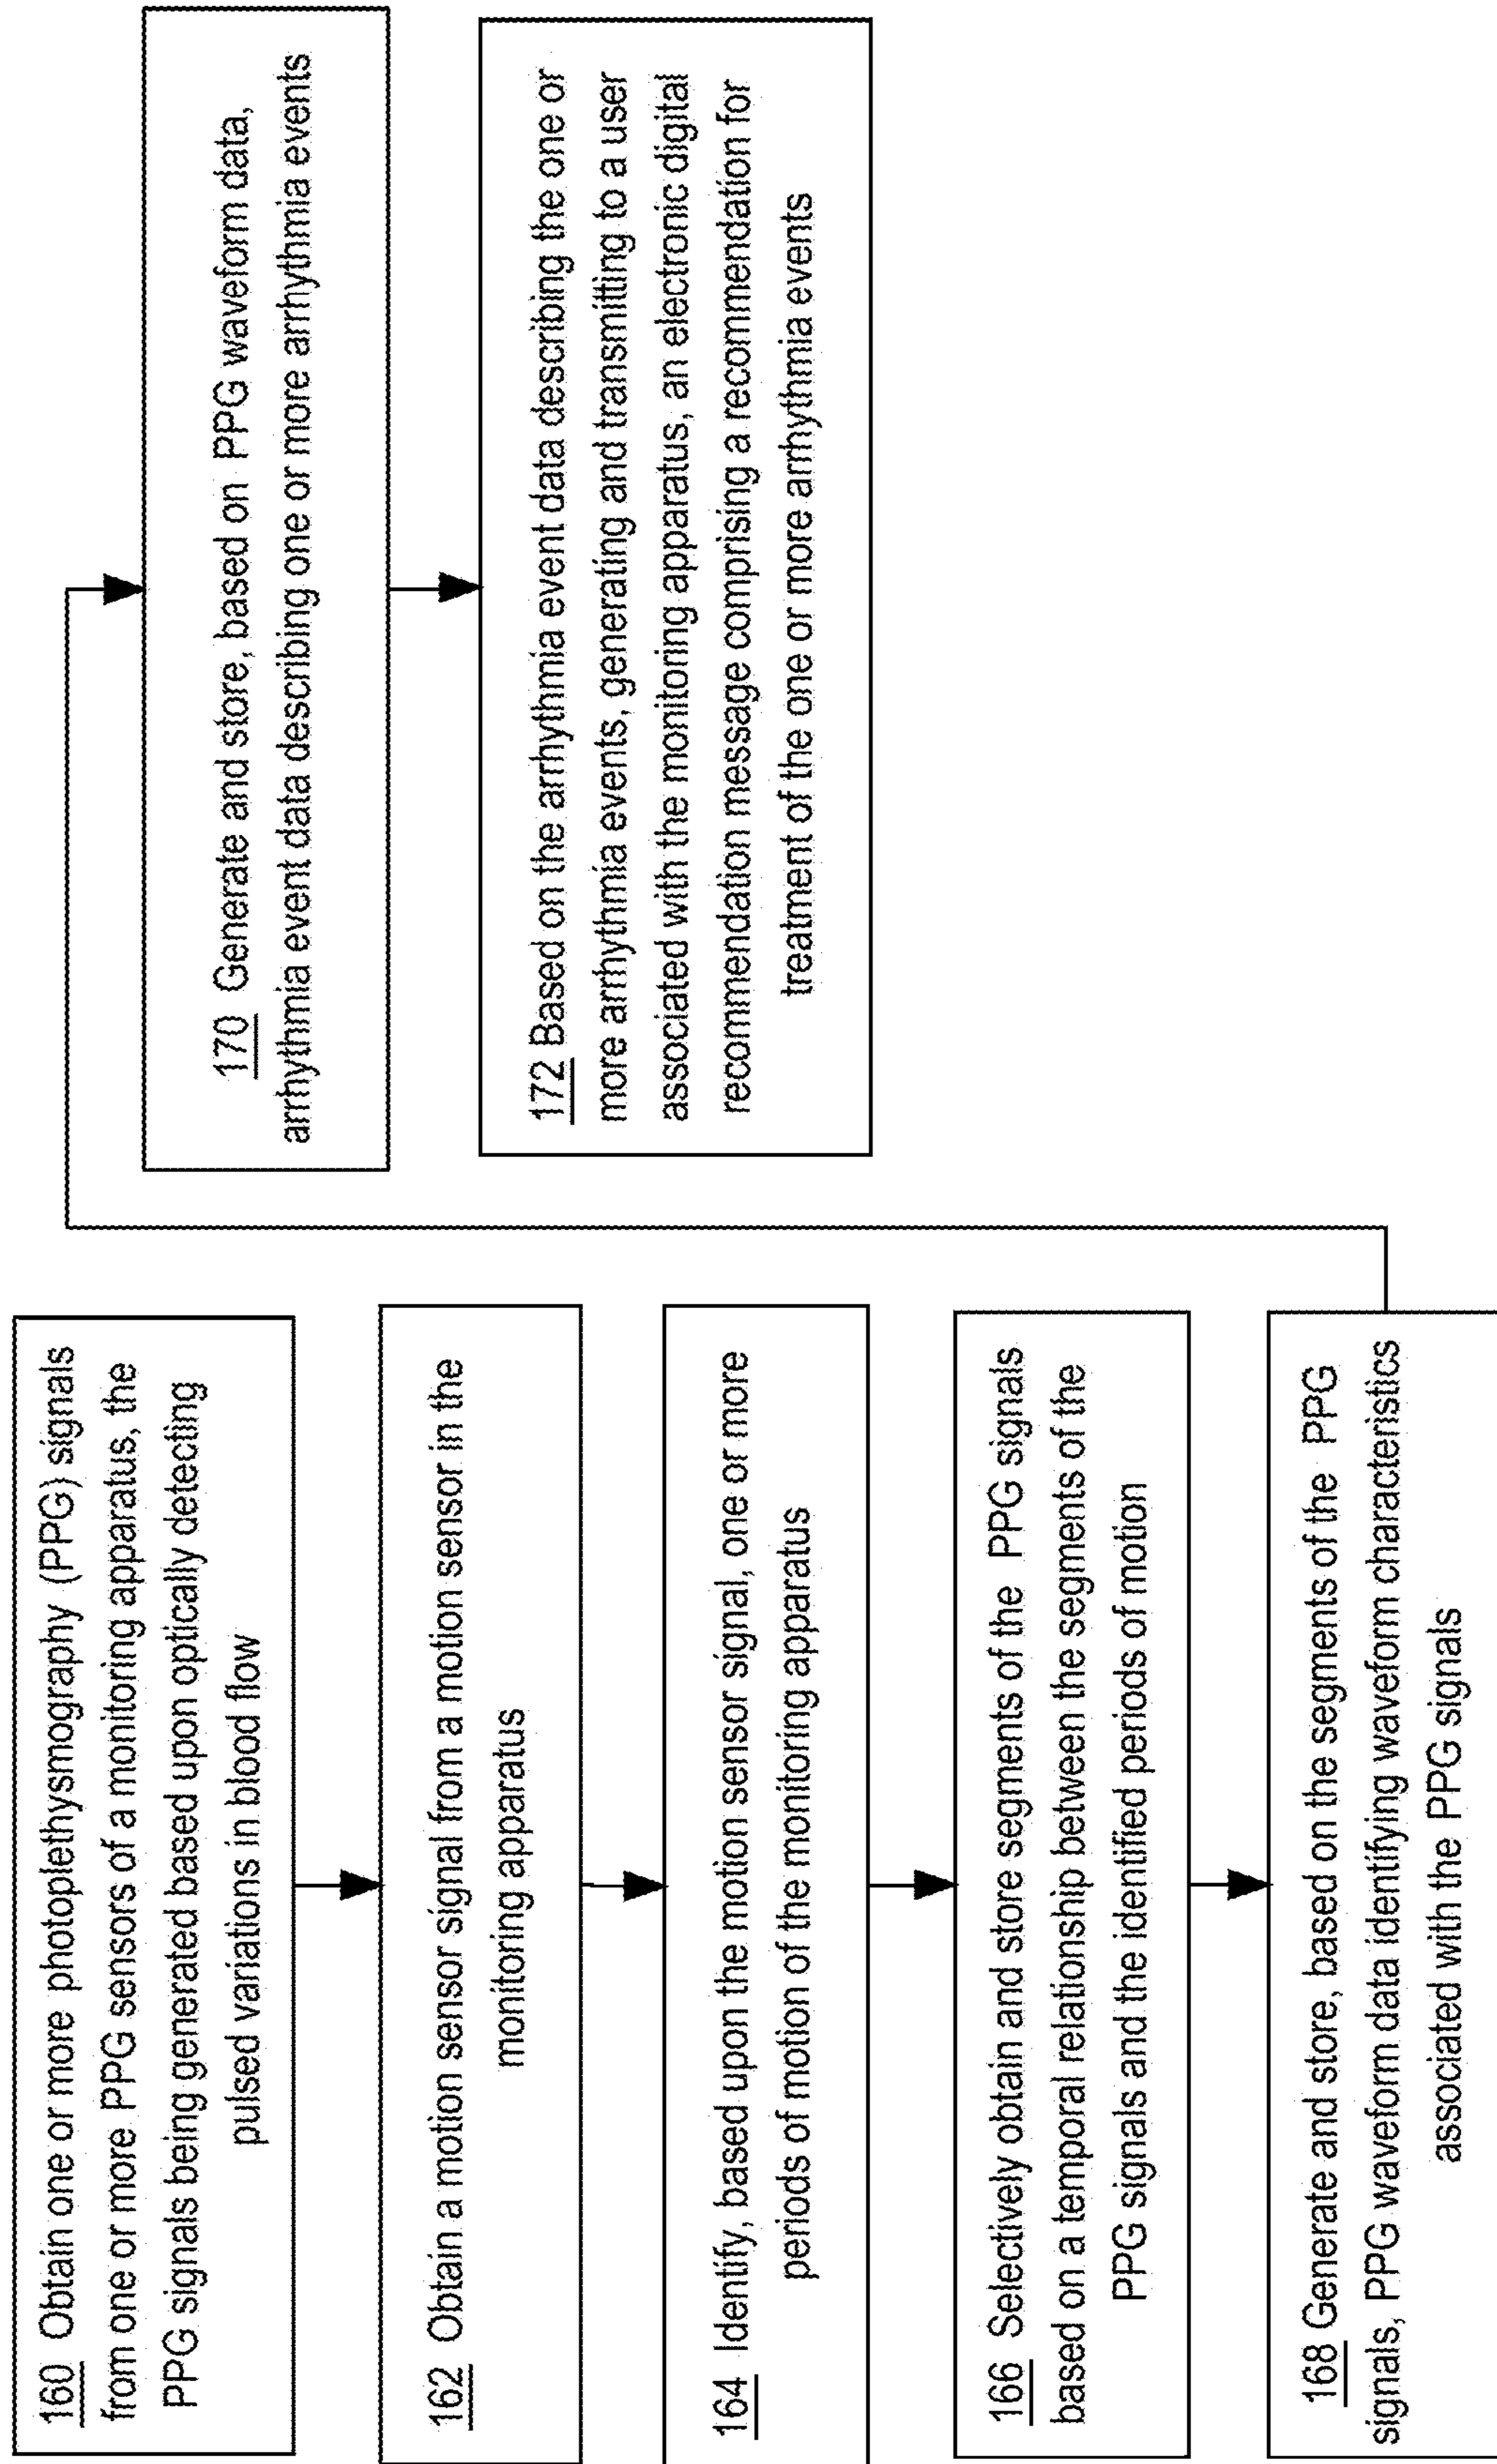 160 Obtain one or more photoplethysmography (PPG) signals
from one or more PPG sensors of a monitoring apparatus, the
PPG signals being generated based upon optically detecting
pulsed variations in blood flow
162 Obtain a motion sensor signal from a motion sensor in the
monitoring apparatus
164 Identify, based upon the motion sensor signal, one or more
periods of motion of the monitoring apparatus
166 Selectively obtain and store segments of the PPG signals
based on a temporal relationship between the segments of the
PPG signals and the identified periods of motion
168 Generate and store, based on the segments of the PPG
signals, PPG waveform data identifying waveform characteristics
associated with the PPG signals
170 Generate and store, based on PPG waveform data,
arrhythmia event data describing one or more arrhythmia events
172 Based on the arrhythmia event data describing the one or
more arrhythmia events, generating and transmitting to a user
associated with the monitoring apparatus, an electronic digital
recommendation message comprising a recommendation for
treatment of the one or more arrhythmia events